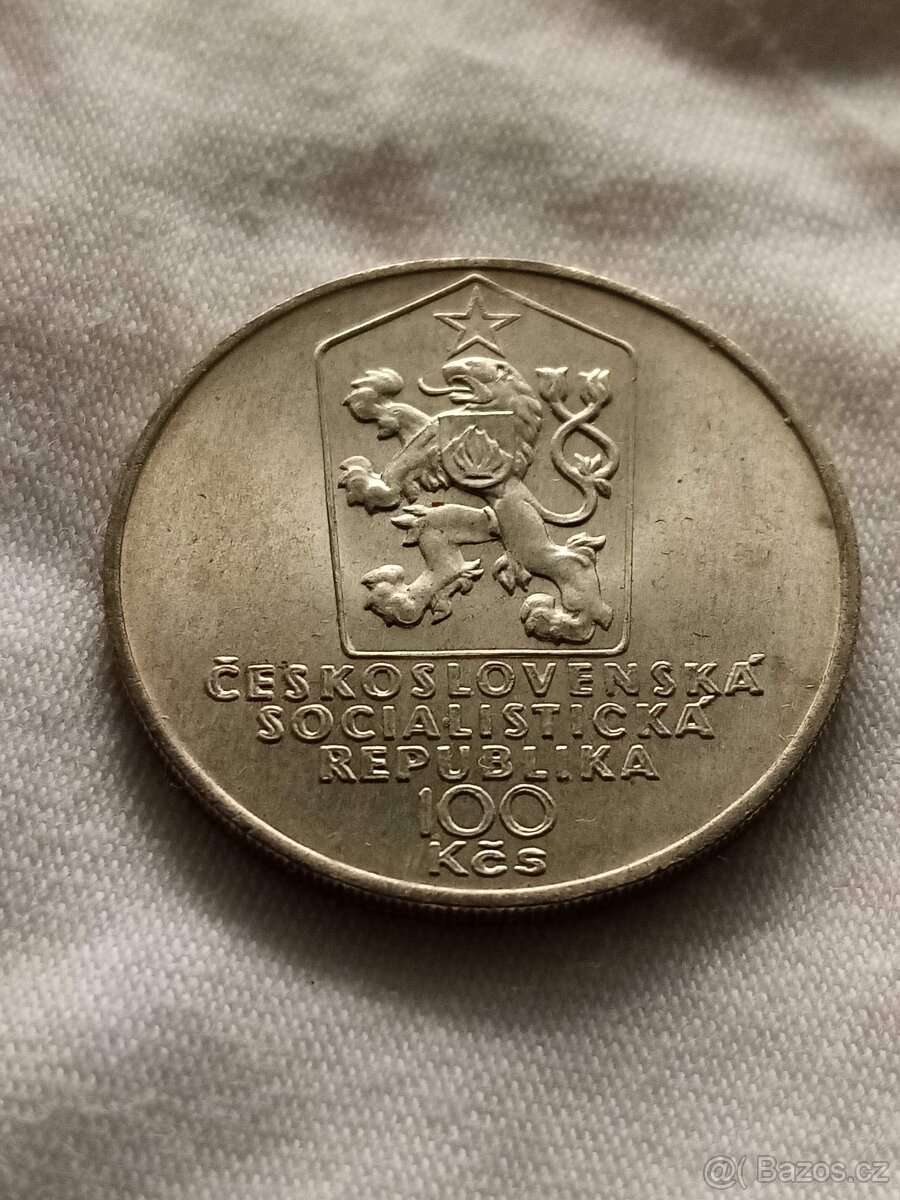 ČESKOSLOVENSKÁ
SOCIALISTICKÁ
REPUBLIKA
100
Kčs
@( Bazos.cz